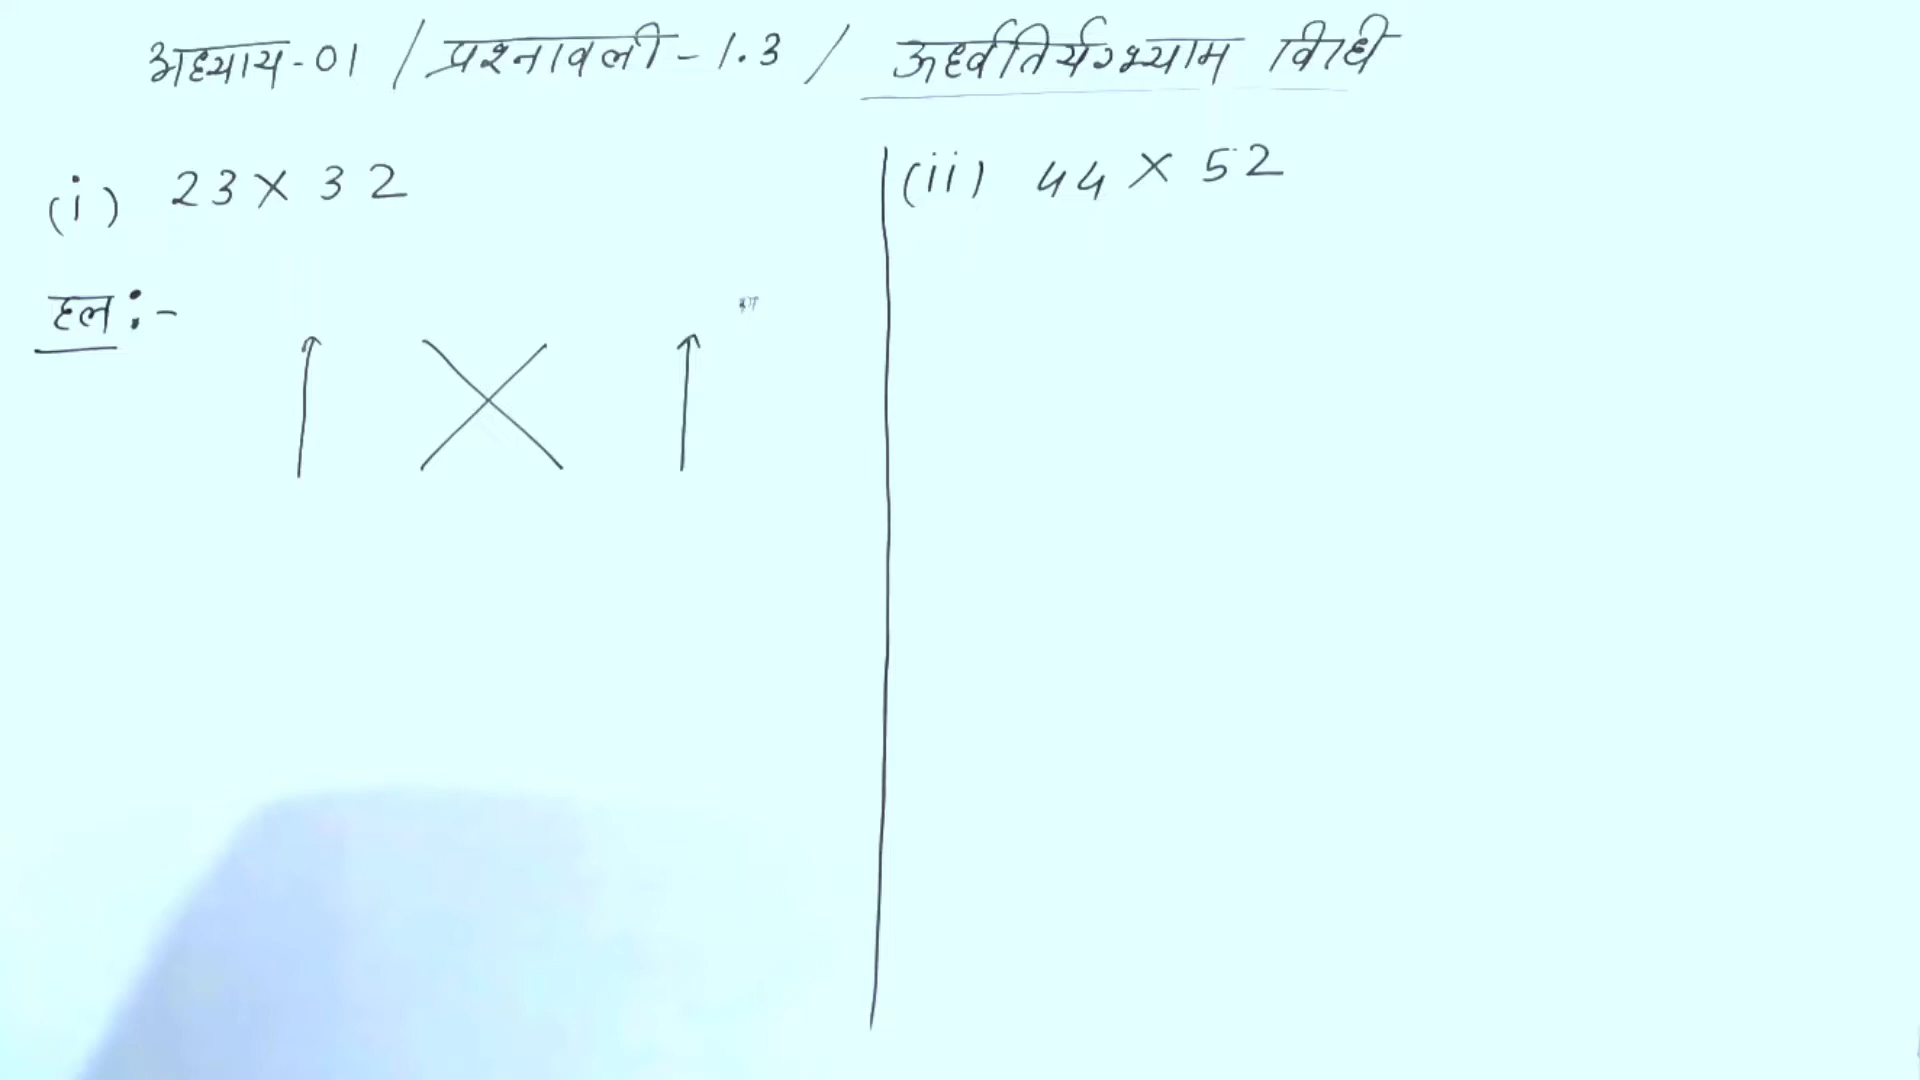 अध्याय-01 / प्रश्नावली-1.3 / ऊर्ध्वतिर्यग्भ्याम विधि
(i) 23 × 32
हल :-
(ii) 44 × 52